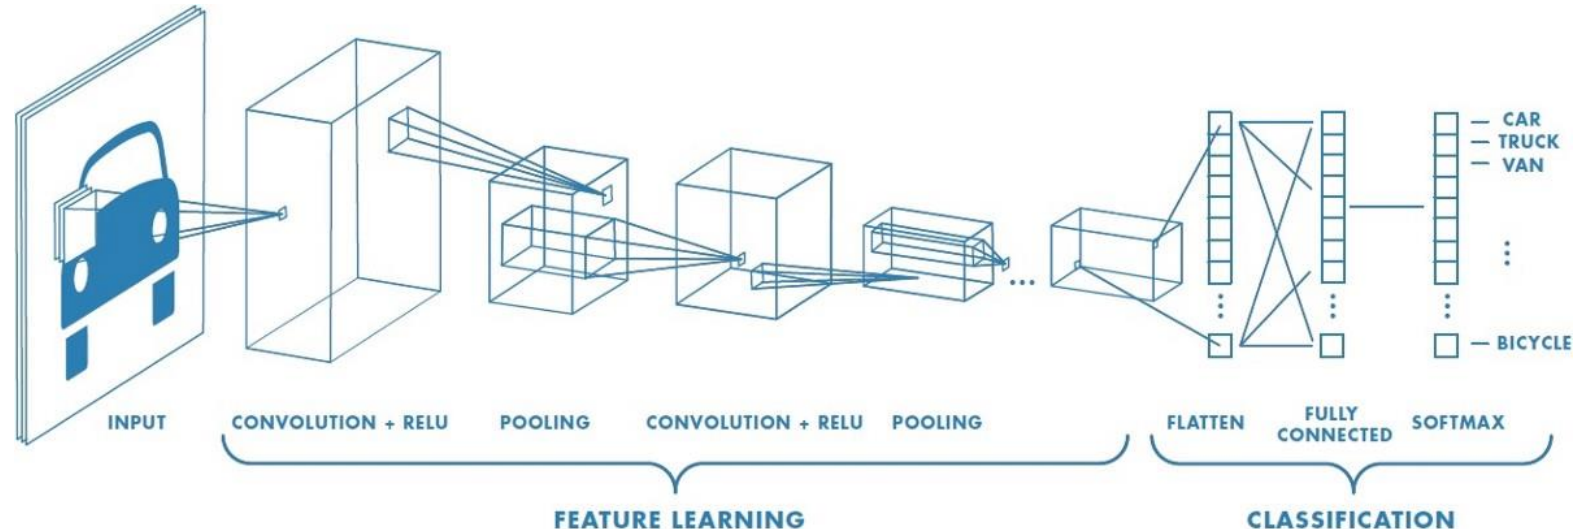 CAR
TRUCK
VAN
BICYCLE
INPUT
CONVOLUTION + RELU
POOLING
CONVOLUTION + RELU
POOLING
FLATTEN
FULLY
CONNECTED
SOFTMAX
FEATURE LEARNING
CLASSIFICATION